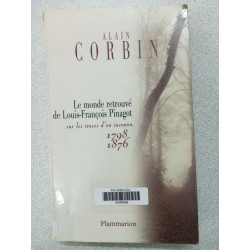 ALAIN
CORBIN
Le monde retrouvé
de Louis-François Pinagot
sur les traces d'un inconnu
1798
1876
Flammarion